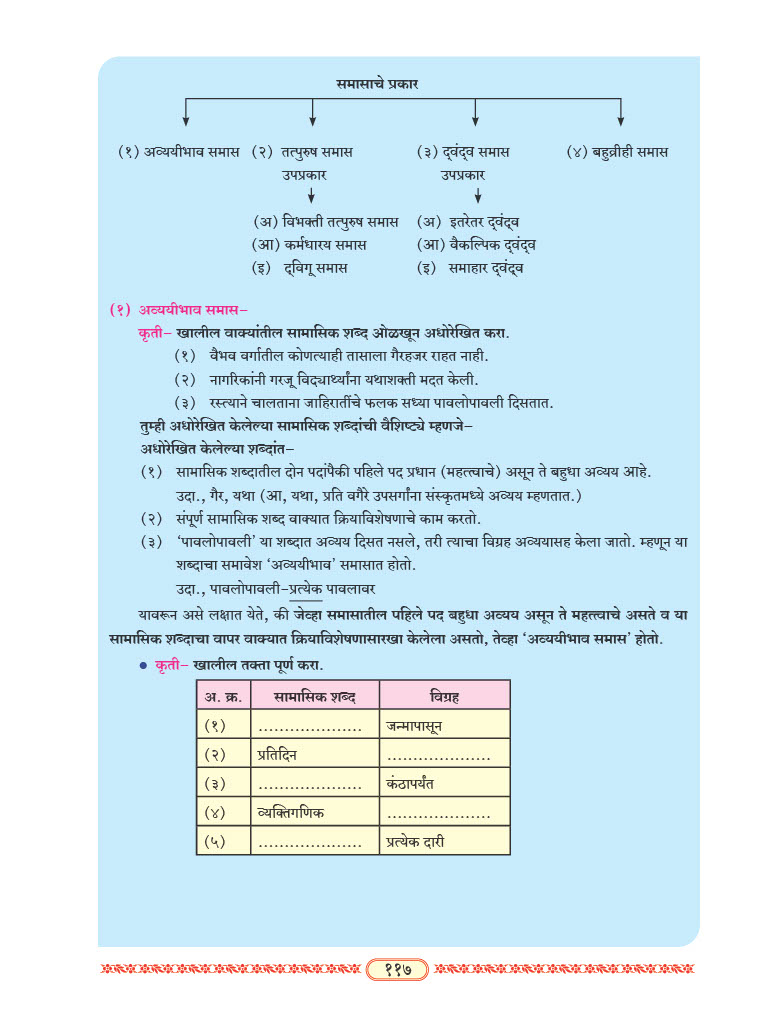 समासाचे प्रकार
(१) अव्ययीभाव समास (२) तत्पुरुष समास (३) द्वंद्व समास (४) बहुव्रीही समास
उपप्रकार उपप्रकार
(अ) विभक्ती तत्पुरुष समास (अ) इतरेतर द्वंद्व
(आ) कर्मधारय समास (आ) वैकल्पिक द्वंद्व
(इ) द्विगू समास (इ) समाहार द्वंद्व
(१) अव्ययीभाव समास–
कृती– खालील वाक्यांतील सामासिक शब्द ओळखून अधोरेखित करा.
(१) वैभव वर्गातील कोणत्याही तासाला गैरहजर राहत नाही.
(२) नागरिकांनी गरजू विद्यार्थ्यांना यथाशक्ती मदत केली.
(३) रस्त्याने चालताना जाहिरातींचे फलक सध्या पावलोपावली दिसतात.
तुम्ही अधोरेखित केलेल्या सामासिक शब्दांची वैशिष्ट्ये म्हणजे–
अधोरेखित केलेल्या शब्दांत–
(१) सामासिक शब्दातील दोन पदांपैकी पहिले पद प्रधान (महत्त्वाचे) असून ते बहुधा अव्यय आहे.
उदा., गैर, यथा (आ, यथा, प्रति वगैरे उपसर्गांना संस्कृतमध्ये अव्यय म्हणतात.)
(२) संपूर्ण सामासिक शब्द वाक्यात क्रियाविशेषणाचे काम करतो.
(३) ‘पावलोपावली’ या शब्दात अव्यय दिसत नसले, तरी त्याचा विग्रह अव्ययासह केला जातो. म्हणून या
शब्दाचा समावेश ‘अव्ययीभाव’ समासात होतो.
उदा., पावलोपावली–प्रत्येक पावलावर
यावरून असे लक्षात येते, की जेव्हा समासातील पहिले पद बहुधा अव्यय असून ते महत्त्वाचे असते व या
सामासिक शब्दाचा वापर वाक्यात क्रियाविशेषणासारखा केलेला असतो, तेव्हा ‘अव्ययीभाव समास’ होतो.
● कृती– खालील तक्ता पूर्ण करा.
अ. क्र. सामासिक शब्द विग्रह
(१) .................... जन्मापासून
(२) प्रतिदिन ....................
(३) .................... कंठापर्यंत
(४) व्यक्तिगणिक ....................
(५) .................... प्रत्येक दारी
११७